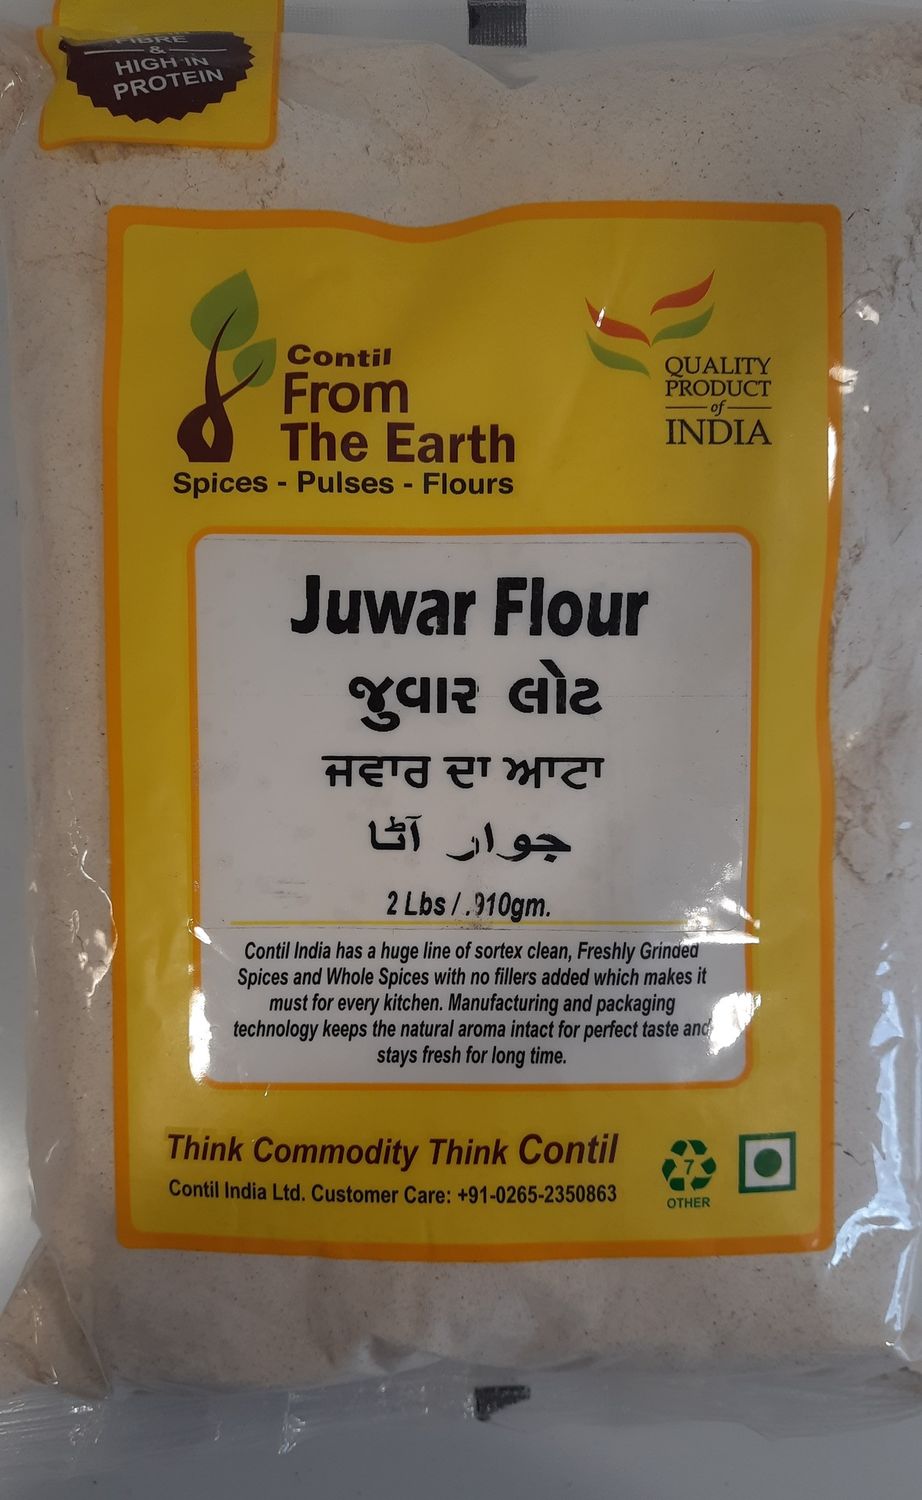 FIBRE
&
HIGH IN
PROTEIN
Contil
From
The Earth
Spices - Pulses - Flours
QUALITY
PRODUCT
of
INDIA
Juwar Flour
જુવાર લોટ
ਜਵਾਰ ਦਾ ਆਟਾ
جوار آٹا
2 Lbs / .910gm.
Contil India has a huge line of sortex clean, Freshly Grinded
Spices and Whole Spices with no fillers added which makes it
must for every kitchen. Manufacturing and packaging
technology keeps the natural aroma intact for perfect taste and
stays fresh for long time.
Think Commodity Think Contil
Contil India Ltd. Customer Care: +91-0265-2350863
7
OTHER